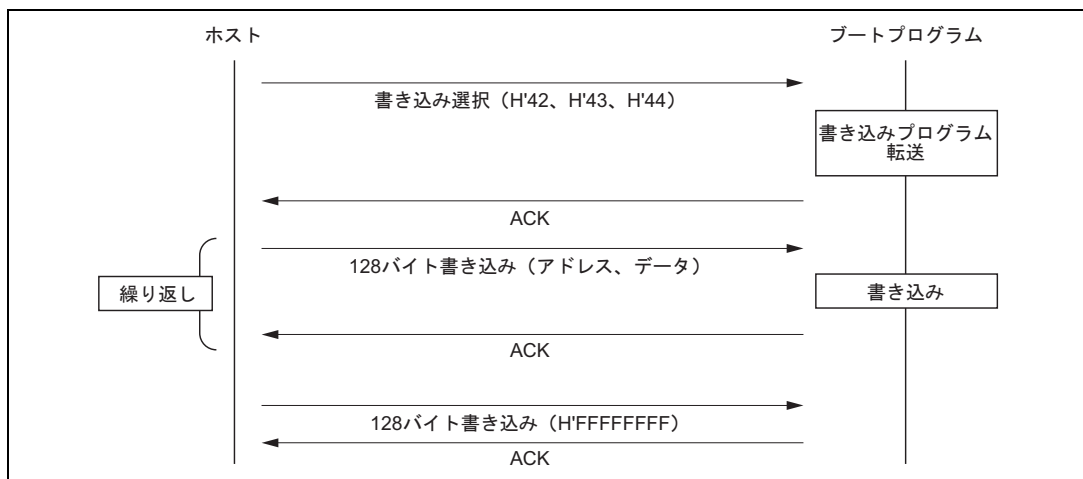 ホスト
ブートプログラム
書き込み選択（H'42、H'43、H'44）
書き込みプログラム
転送
ACK
128バイト書き込み（アドレス、データ）
繰り返し
書き込み
ACK
128バイト書き込み（H'FFFFFFFF）
ACK